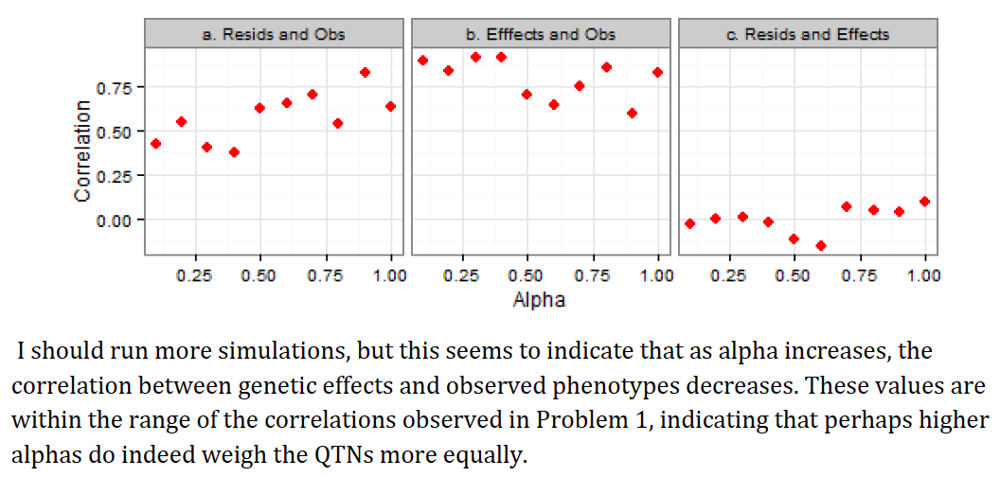 a. Resids and Obs
b. Efffects and Obs
c. Resids and Effects
Correlation
0.75
0.50
0.25
0.00
0.25 0.50 0.75 1.00
0.25 0.50 0.75 1.00
0.25 0.50 0.75 1.00
Alpha
I should run more simulations, but this seems to indicate that as alpha increases, the
correlation between genetic effects and observed phenotypes decreases. These values are
within the range of the correlations observed in Problem 1, indicating that perhaps higher
alphas do indeed weigh the QTNs more equally.